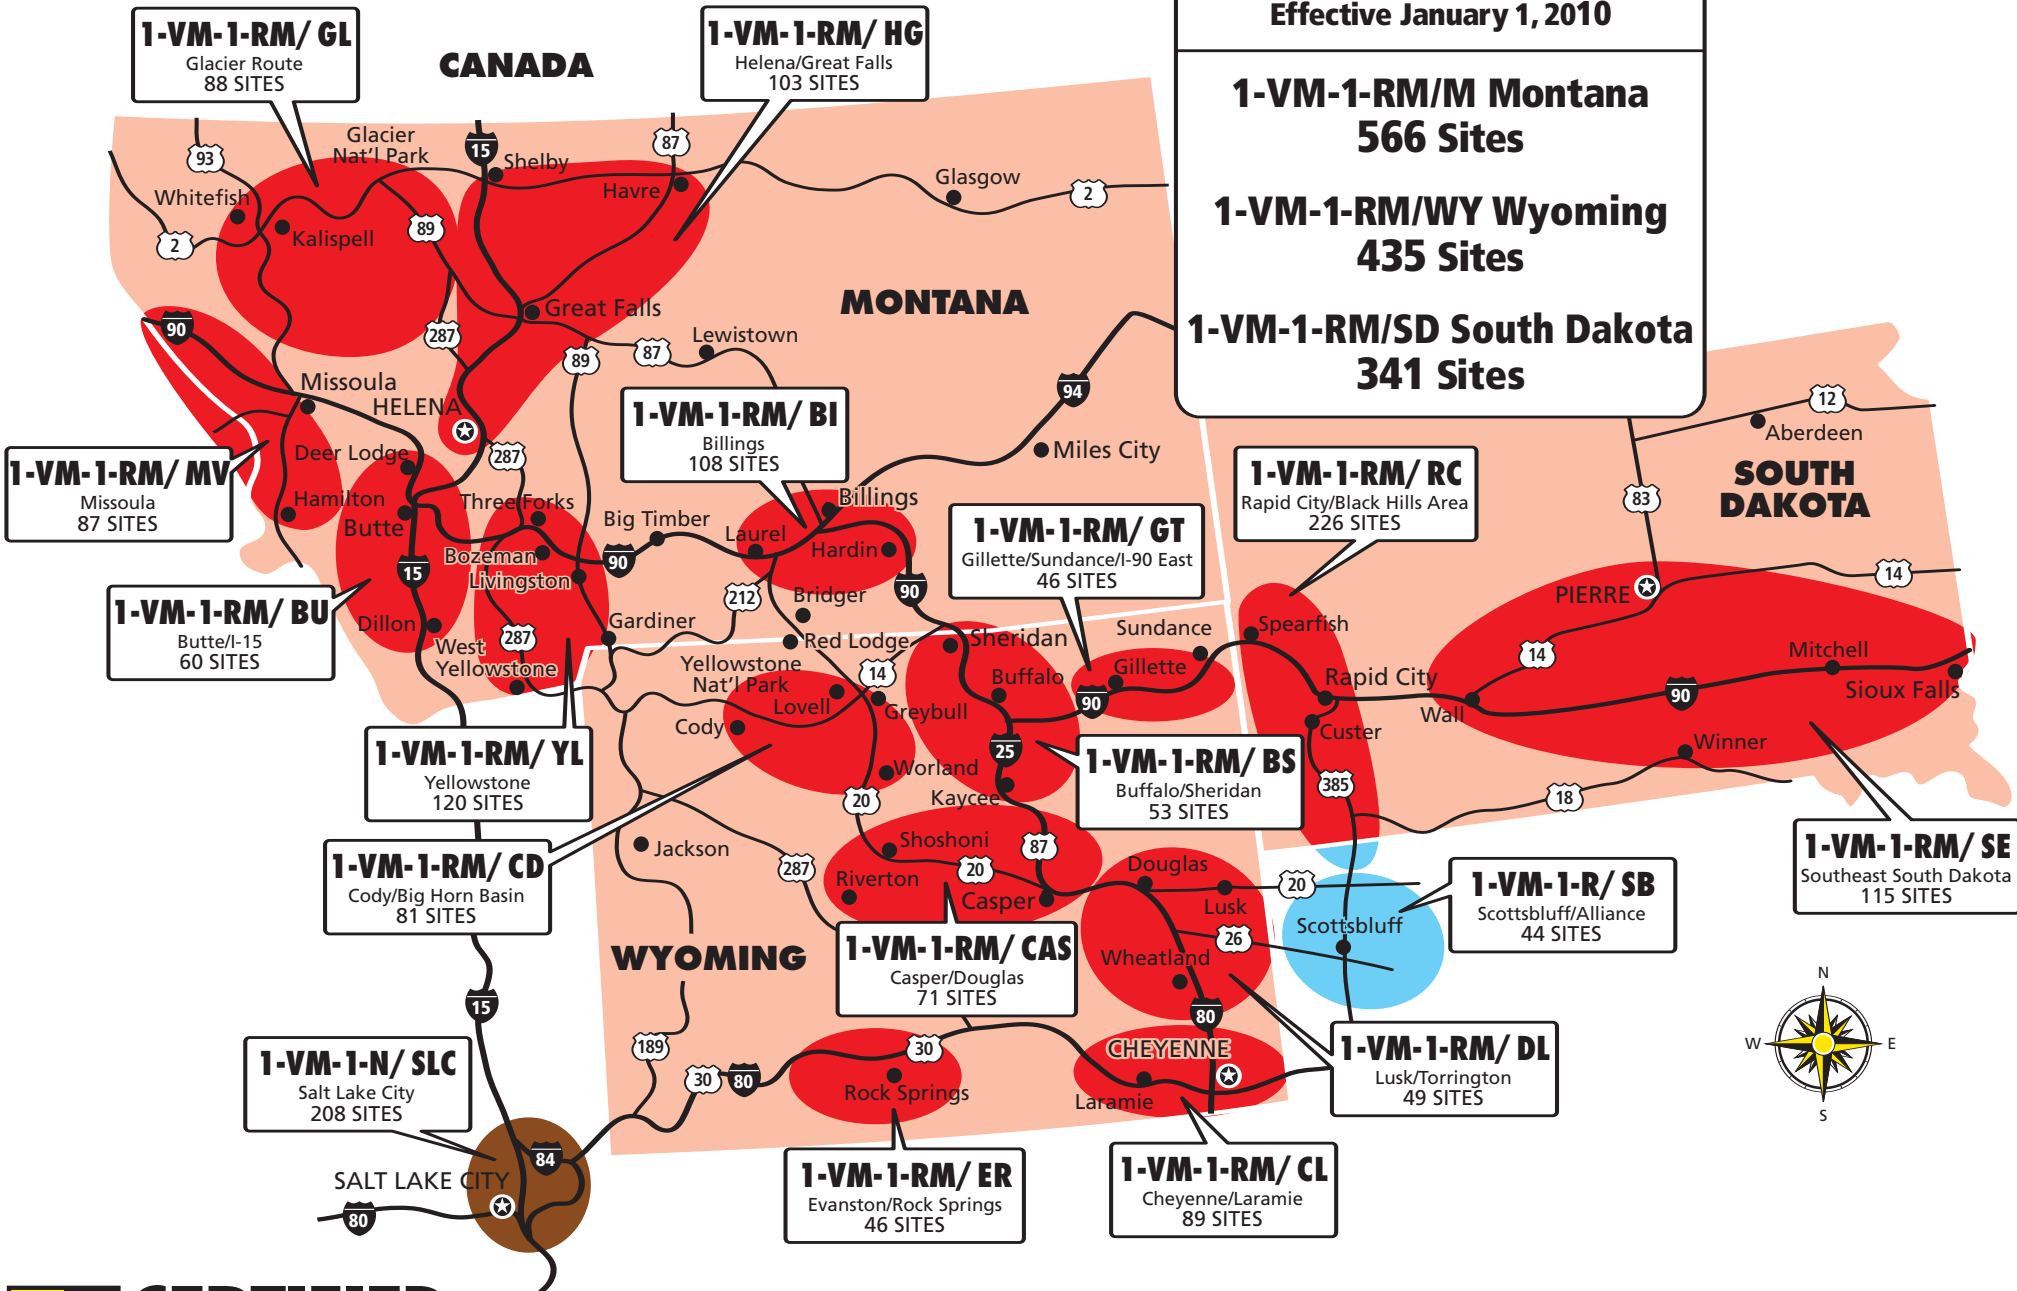 Effective January 1, 2010
1-VM-1-RM/M Montana
566 Sites
1-VM-1-RM/WY Wyoming
435 Sites
1-VM-1-RM/SD South Dakota
341 Sites
1-VM-1-RM/ GL
Glacier Route
88 SITES
CANADA
1-VM-1-RM/ HG
Helena/Great Falls
103 SITES
93
Glacier
Nat'l Park
15
Shelby
87
Havre
Whitefish
2
Kalispell
89
Glasgow
2
287
Great Falls
MONTANA
90
89
87
Lewistown
Missoula
HELENA
94
Miles City
1-VM-1-RM/ BI
Billings
108 SITES
12
Aberdeen
SOUTH
DAKOTA
83
1-VM-1-RM/ MV
Missoula
87 SITES
Deer Lodge
287
Hamilton
Butte
Three Forks
Big Timber
Billings
Laurel
Hardin
1-VM-1-RM/ RC
Rapid City/Black Hills Area
226 SITES
1-VM-1-RM/ GT
Gillette/Sundance/I-90 East
46 SITES
15
Bozeman
Livingston
90
212
90
Bridger
PIERRE
14
1-VM-1-RM/ BU
Butte/I-15
60 SITES
Dillon
287
West
Yellowstone
Gardiner
Red Lodge
Sheridan
Sundance
Spearfish
14
Mitchell
Yellowstone
Nat'l Park
14
Lovell
Greybull
Buffalo
Gillette
90
Rapid City
Wall
90
Sioux Falls
Cody
Custer
Winner
1-VM-1-RM/ YL
Yellowstone
120 SITES
Worland
25
Kaycee
1-VM-1-RM/ BS
Buffalo/Sheridan
53 SITES
385
18
20
1-VM-1-RM/ CD
Cody/Big Horn Basin
81 SITES
Jackson
287
Shoshoni
Riverton
20
87
Casper
Douglas
Lusk
20
1-VM-1-R/ SB
Scottsbluff/Alliance
44 SITES
1-VM-1-RM/ SE
Southeast South Dakota
115 SITES
WYOMING
1-VM-1-RM/ CAS
Casper/Douglas
71 SITES
26
Wheatland
Scottsbluff
15
80
N
W
E
S
1-VM-1-N/ SLC
Salt Lake City
208 SITES
189
30
80
30
Rock Springs
CHEYENNE
Laramie
1-VM-1-RM/ DL
Lusk/Torrington
49 SITES
84
SALT LAKE CITY
80
1-VM-1-RM/ ER
Evanston/Rock Springs
46 SITES
1-VM-1-RM/ CL
Cheyenne/Laramie
89 SITES